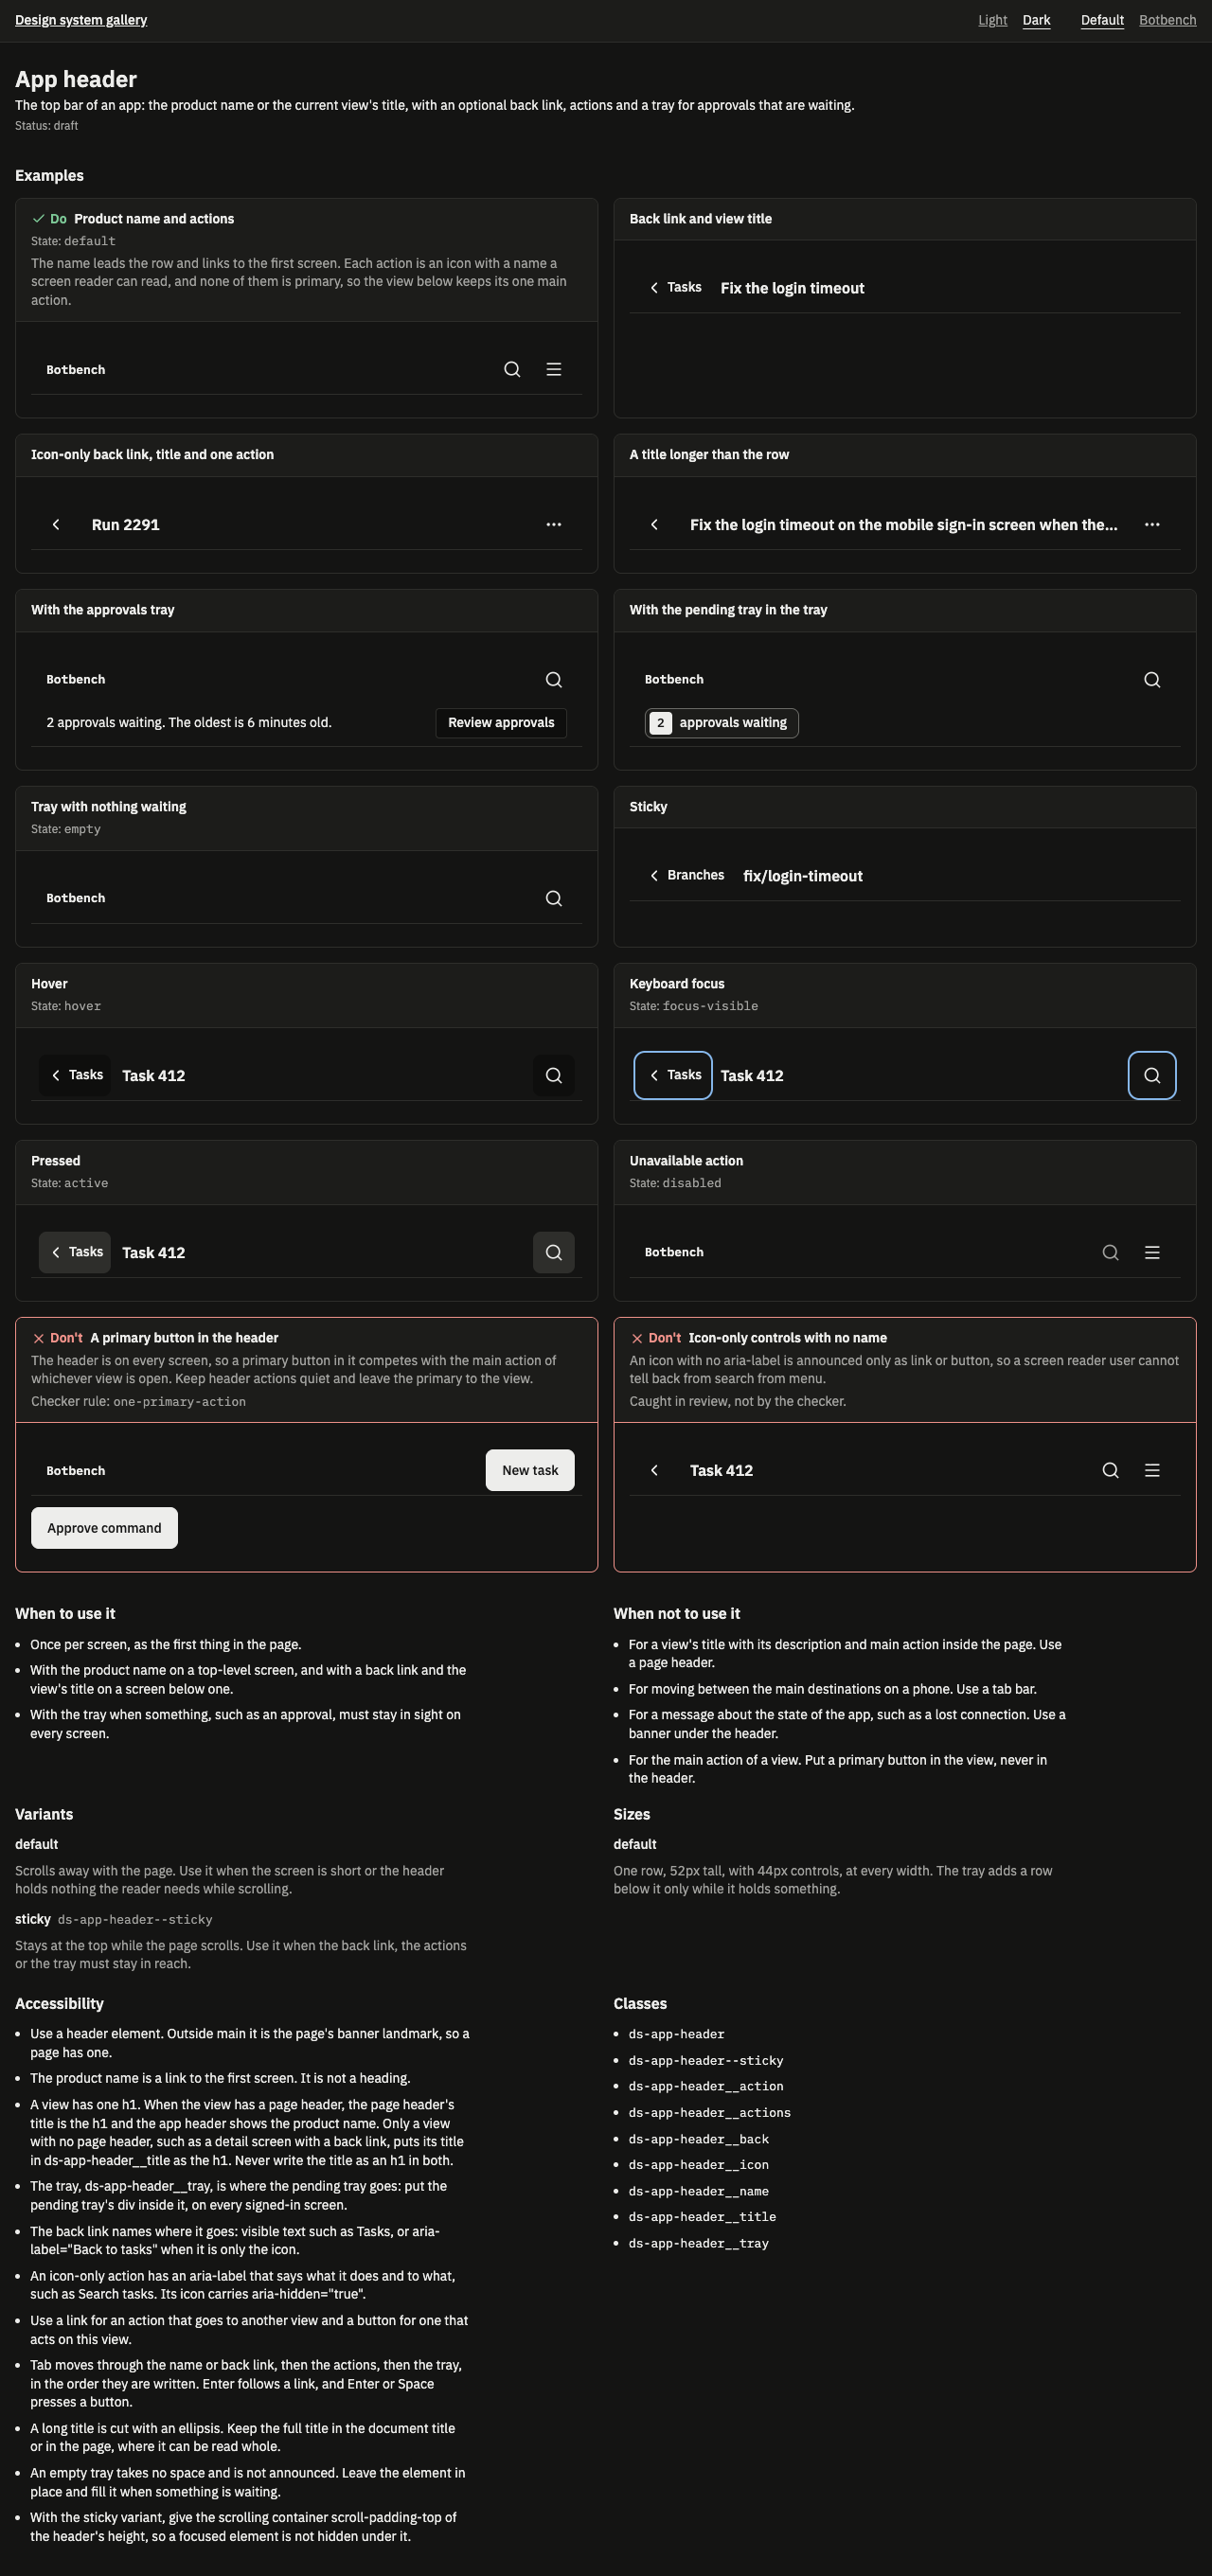 Design system gallery
Light Dark Default Botbench
App header
The top bar of an app: the product name or the current view's title, with an optional back link, actions and a tray for approvals that are waiting.
Status: draft
Examples
Do Product name and actions
State: default
The name leads the row and links to the first screen. Each action is an icon with a name a
screen reader can read, and none of them is primary, so the view below keeps its one main
action.
Botbench
Back link and view title
Tasks Fix the login timeout
Icon-only back link, title and one action
Run 2291
A title longer than the row
Fix the login timeout on the mobile sign-in screen when the...
With the approvals tray
Botbench
2 approvals waiting. The oldest is 6 minutes old.
Review approvals
With the pending tray in the tray
Botbench
2 approvals waiting
Tray with nothing waiting
State: empty
Botbench
Sticky
Branches fix/login-timeout
Hover
State: hover
Tasks Task 412
Keyboard focus
State: focus-visible
Tasks Task 412
Pressed
State: active
Tasks Task 412
Unavailable action
State: disabled
Botbench
Don't A primary button in the header
The header is on every screen, so a primary button in it competes with the main action of
whichever view is open. Keep header actions quiet and leave the primary to the view.
Checker rule: one-primary-action
Botbench
New task
Approve command
Don't Icon-only controls with no name
An icon with no aria-label is announced only as link or button, so a screen reader user cannot
tell back from search from menu.
Caught in review, not by the checker.
Task 412
When to use it
Once per screen, as the first thing in the page.
With the product name on a top-level screen, and with a back link and the
view's title on a screen below one.
With the tray when something, such as an approval, must stay in sight on
every screen.
When not to use it
For a view's title with its description and main action inside the page. Use
a page header.
For moving between the main destinations on a phone. Use a tab bar.
For a message about the state of the app, such as a lost connection. Use a
banner under the header.
For the main action of a view. Put a primary button in the view, never in
the header.
Variants
default
Scrolls away with the page. Use it when the screen is short or the header
holds nothing the reader needs while scrolling.
sticky ds-app-header--sticky
Stays at the top while the page scrolls. Use it when the back link, the actions
or the tray must stay in reach.
Sizes
default
One row, 52px tall, with 44px controls, at every width. The tray adds a row
below it only while it holds something.
Accessibility
Use a header element. Outside main it is the page's banner landmark, so a
page has one.
The product name is a link to the first screen. It is not a heading.
A view has one h1. When the view has a page header, the page header's
title is the h1 and the app header shows the product name. Only a view
with no page header, such as a detail screen with a back link, puts its title
in ds-app-header__title as the h1. Never write the title as an h1 in both.
The tray, ds-app-header__tray, is where the pending tray goes: put the
pending tray's div inside it, on every signed-in screen.
The back link names where it goes: visible text such as Tasks, or aria-
label="Back to tasks" when it is only the icon.
An icon-only action has an aria-label that says what it does and to what,
such as Search tasks. Its icon carries aria-hidden="true".
Use a link for an action that goes to another view and a button for one that
acts on this view.
Tab moves through the name or back link, then the actions, then the tray,
in the order they are written. Enter follows a link, and Enter or Space
presses a button.
A long title is cut with an ellipsis. Keep the full title in the document title
or in the page, where it can be read whole.
An empty tray takes no space and is not announced. Leave the element in
place and fill it when something is waiting.
With the sticky variant, give the scrolling container scroll-padding-top of
the header's height, so a focused element is not hidden under it.
Classes
ds-app-header
ds-app-header--sticky
ds-app-header__action
ds-app-header__actions
ds-app-header__back
ds-app-header__icon
ds-app-header__name
ds-app-header__title
ds-app-header__tray